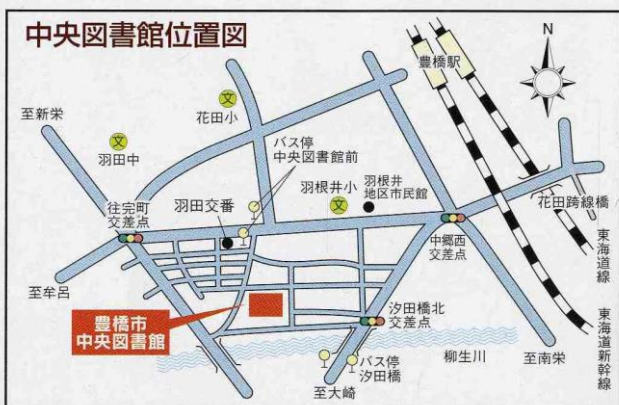 中央図書館位置図
豊橋駅
N
至新栄
文
花田小
文
羽田中
バス停
中央図書館前
羽根井小
文
羽根井
地区市民館
往完町
交差点
羽田交番
花田跨線橋
中郷西
交差点
東海道線
至牟呂
豊橋市
中央図書館
汐田橋北
交差点
東海道新幹線
バス停
汐田橋
柳生川
至南栄
至大崎